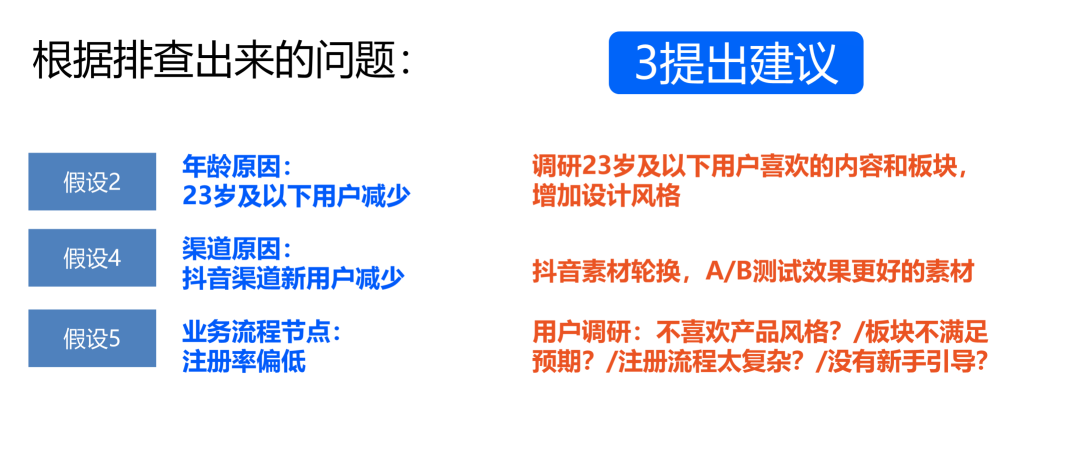 根据排查出来的问题：
3提出建议
假设2
年龄原因：
23岁及以下用户减少
调研23岁及以下用户喜欢的内容和板块，
增加设计风格
假设4
渠道原因：
抖音渠道新用户减少
抖音素材轮换，A/B测试效果更好的素材
假设5
业务流程节点：
注册率偏低
用户调研：不喜欢产品风格？/板块不满足
预期？/注册流程太复杂？/没有新手引导？